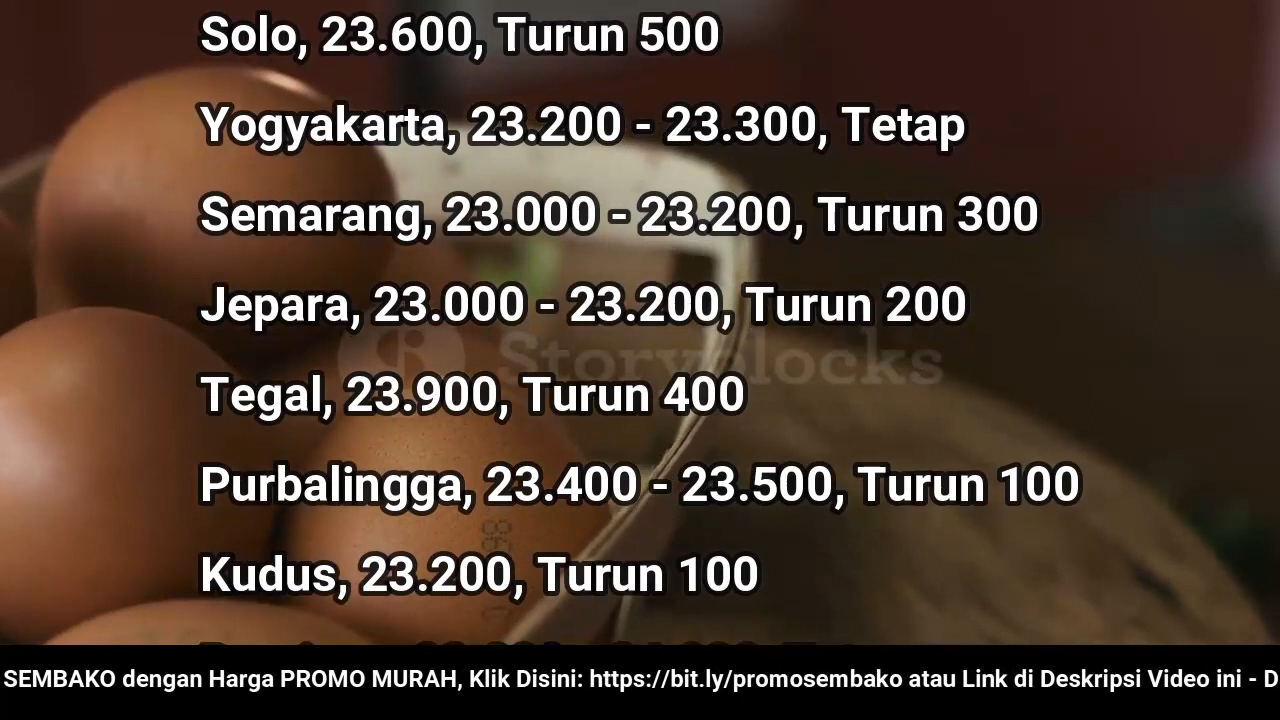 Solo, 23.600, Turun 500
Yogyakarta, 23.200 - 23.300, Tetap
Semarang, 23.000 - 23.200, Turun 300
Jepara, 23.000 - 23.200, Turun 200
Storyblocks
Tegal, 23.900, Turun 400
Purbalingga, 23.400 - 23.500, Turun 100
Kudus, 23.200, Turun 100
SEMBAKO dengan Harga PROMO MURAH, Klik Disini: https://bit.ly/promosembako atau Link di Deskripsi Video ini - D